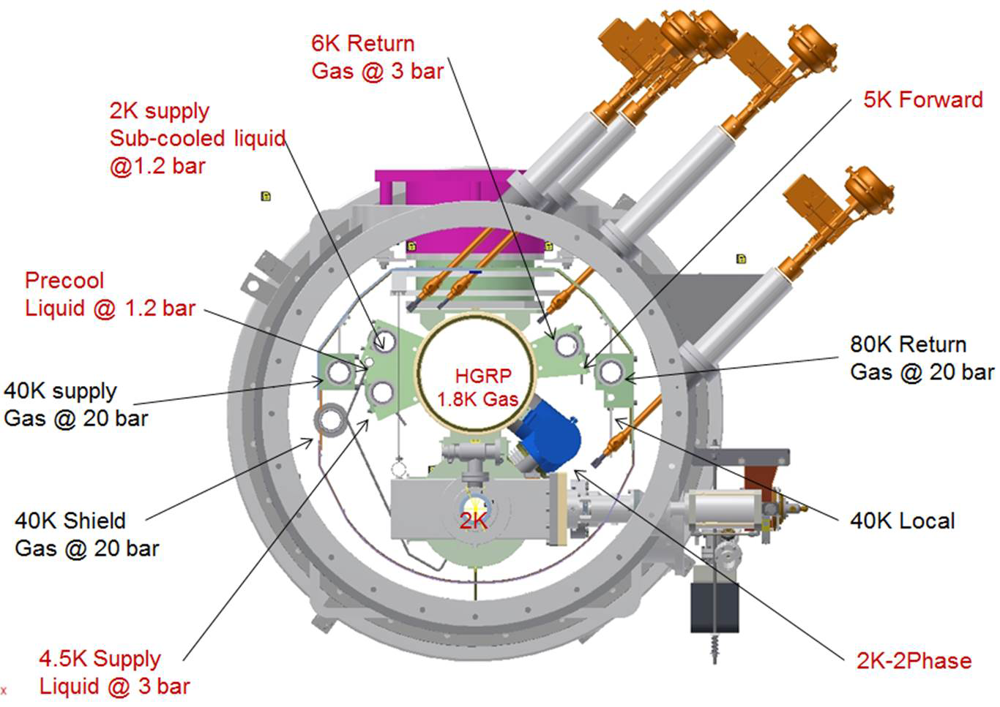 6K Return
Gas @ 3 bar
5K Forward
2K supply
Sub-cooled liquid
@1.2 bar
Precool
Liquid @ 1.2 bar
HGRP
1.8K Gas
80K Return
Gas @ 20 bar
40K supply
Gas @ 20 bar
40K Shield
Gas @ 20 bar
2K
40K Local
4.5K Supply
Liquid @ 3 bar
2K-2Phase
x